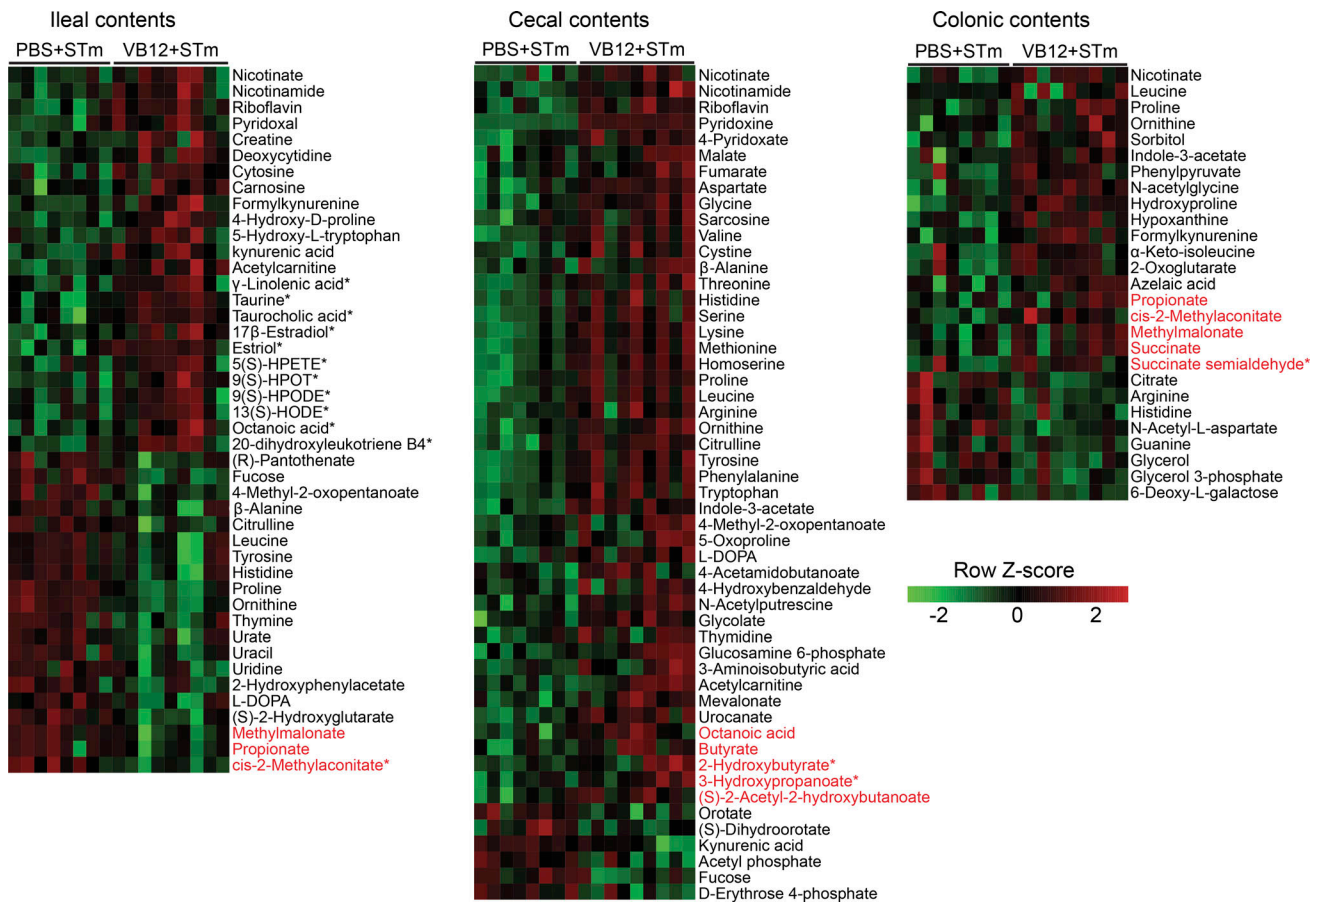 Ileal contents
PBS+STm VB12+STm
Nicotinate
Nicotinamide
Riboflavin
Pyridoxal
Creatine
Deoxycytidine
Cytosine
Carnosine
Formylkynurenine
4-Hydroxy-D-proline
5-Hydroxy-L-tryptophan
kynurenic acid
Acetylcarnitine
γ-Linolenic acid*
Taurine*
Taurocholic acid*
17β-Estradiol*
Estriol*
5(S)-HPETE*
9(S)-HPOT*
9(S)-HPODE*
13(S)-HODE*
Octanoic acid*
20-dihydroxyleukotriene B4*
(R)-Pantothenate
Fucose
4-Methyl-2-oxopentanoate
β-Alanine
Citrulline
Leucine
Tyrosine
Histidine
Proline
Ornithine
Thymine
Urate
Uracil
Uridine
2-Hydroxyphenylacetate
L-DOPA
(S)-2-Hydroxyglutarate
Methylmalonate
Propionate
cis-2-Methylaconitate*
Cecal contents
PBS+STm VB12+STm
Nicotinate
Nicotinamide
Riboflavin
Pyridoxine
4-Pyridoxate
Malate
Fumarate
Aspartate
Glycine
Sarcosine
Valine
Cystine
β-Alanine
Threonine
Histidine
Serine
Lysine
Methionine
Homoserine
Proline
Leucine
Arginine
Ornithine
Citrulline
Tyrosine
Phenylalanine
Tryptophan
Indole-3-acetate
4-Methyl-2-oxopentanoate
5-Oxoproline
L-DOPA
4-Acetamidobutanoate
4-Hydroxybenzaldehyde
N-Acetylputrescine
Glycolate
Thymidine
Glucosamine 6-phosphate
3-Aminoisobutyric acid
Acetylcarnitine
Mevalonate
Urocanate
Octanoic acid
Butyrate
2-Hydroxybutyrate*
3-Hydroxypropanoate*
(S)-2-Acetyl-2-hydroxybutanoate
Orotate
(S)-Dihydroorotate
Kynurenic acid
Acetyl phosphate
Fucose
D-Erythrose 4-phosphate
Colonic contents
PBS+STm VB12+STm
Nicotinate
Leucine
Proline
Ornithine
Sorbitol
Indole-3-acetate
Phenylpyruvate
N-acetylglycine
Hydroxyproline
Hypoxanthine
Formylkynurenine
α-Keto-isoleucine
2-Oxoglutarate
Azelaic acid
Propionate
cis-2-Methylaconitate
Methylmalonate
Succinate
Succinate semialdehyde*
Citrate
Arginine
Histidine
N-Acetyl-L-aspartate
Guanine
Glycerol
Glycerol 3-phosphate
6-Deoxy-L-galactose
Row Z-score
-2 0 2